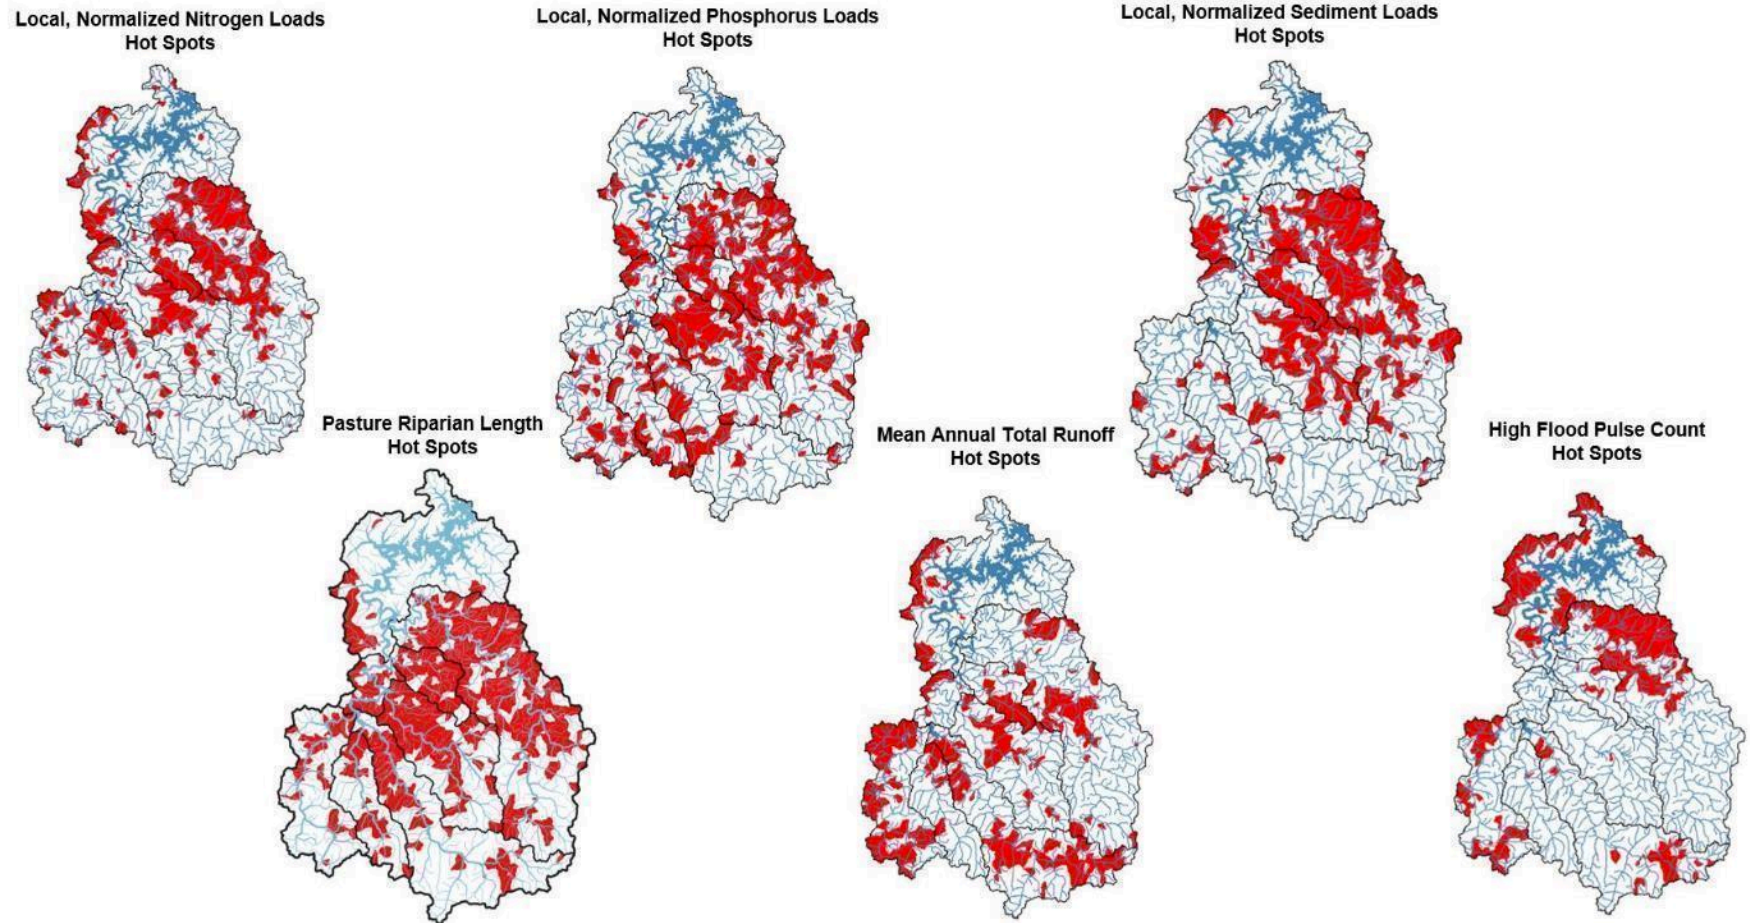 Local, Normalized Nitrogen Loads
Hot Spots
Local, Normalized Phosphorus Loads
Hot Spots
Local, Normalized Sediment Loads
Hot Spots
Pasture Riparian Length
Hot Spots
Mean Annual Total Runoff
Hot Spots
High Flood Pulse Count
Hot Spots